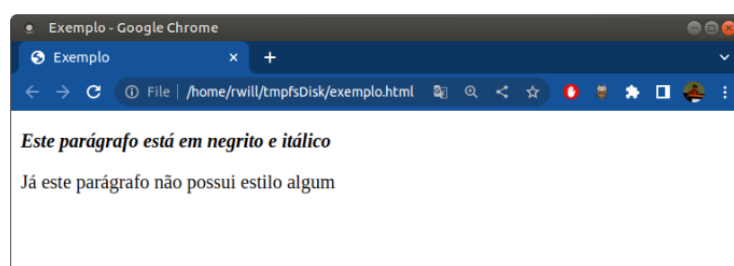 Exemplo - Google Chrome
Exemplo
File | /home/rwill/tmpfsDisk/exemplo.html
Este parágrafo está em negrito e itálico
Já este parágrafo não possui estilo algum